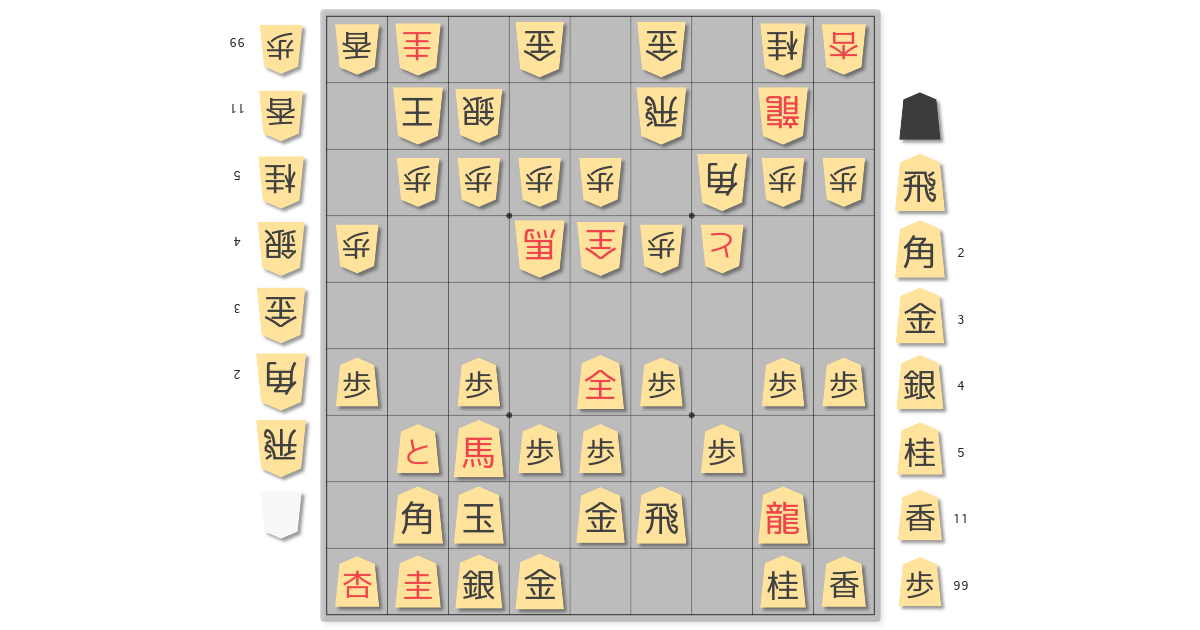 香圭金金桂杏
王銀飛龍
歩歩歩歩角歩歩
歩馬全歩と
歩歩全歩歩歩
と馬歩歩歩
角玉金飛龍
杏圭銀金桂香
歩 99
香 11
桂 5
銀 4
金 3
角 2
飛
飛
角 2
金 3
銀 4
桂 5
香 11
歩 99